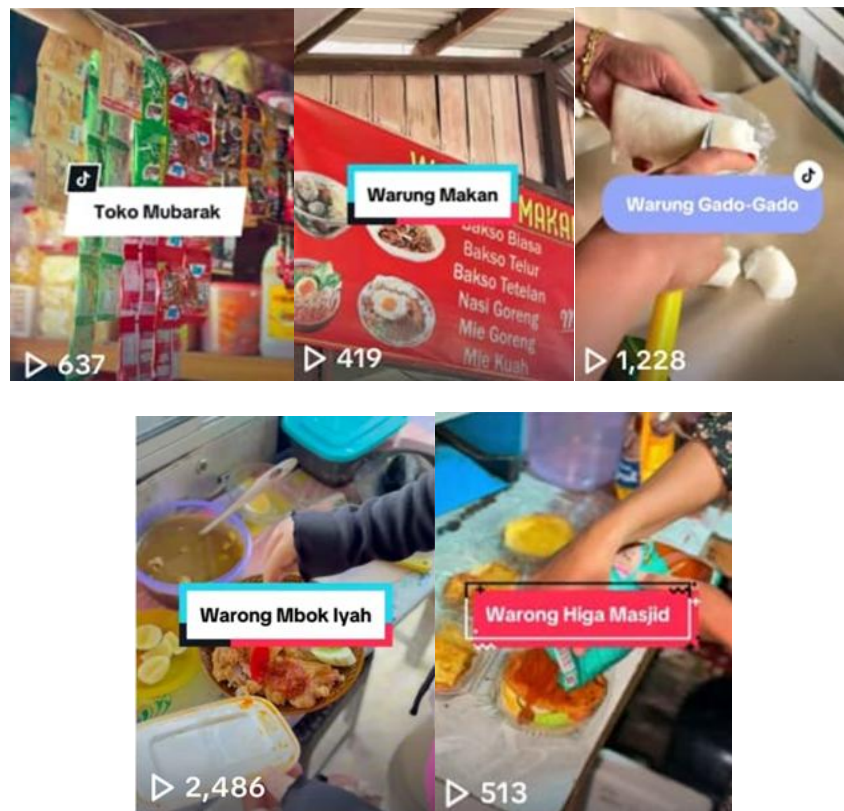 Toko Mubarak
637
Warung Makan
MAKA
Bakso Biasa
Bakso Telur
Bakso Tetelan
Nasi Goreng
Mie Goreng
Mie Kuah
419
Warung Gado-Gado
1,228
Warong Mbok Iyah
2,486
Warong Higa Masjid
513